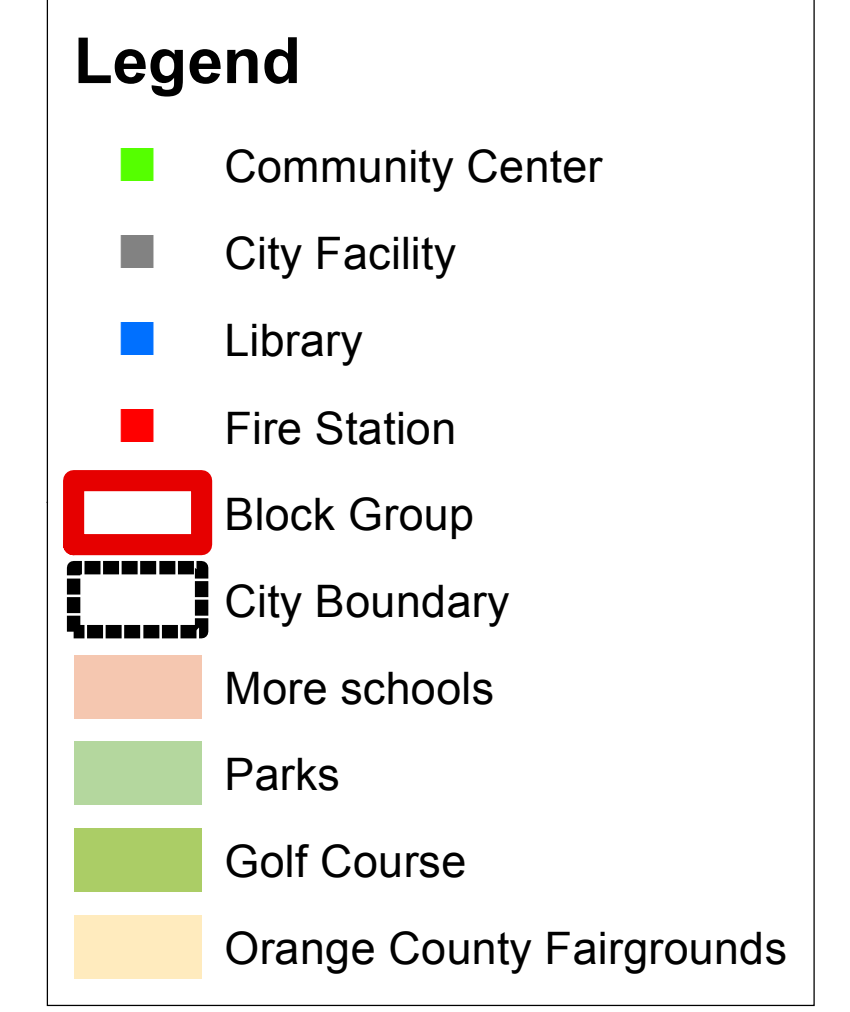 Legend
Community Center
City Facility
Library
Fire Station
Block Group
City Boundary
More schools
Parks
Golf Course
Orange County Fairgrounds